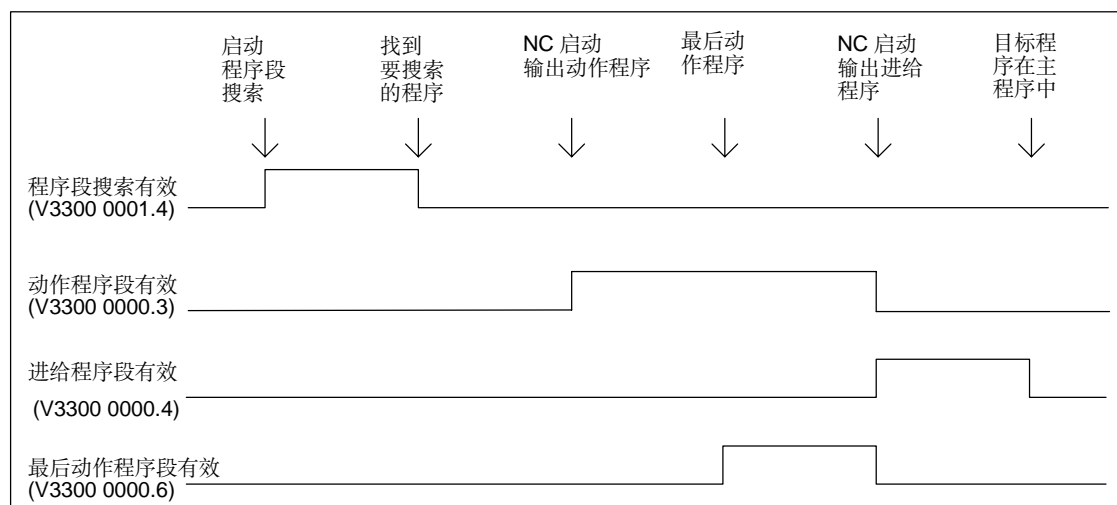 启动
程序段
搜索
找到
要搜索
的程序
NC 启动
输出动作程序
最后动
作程序
NC 启动
输出进给
程序
目标程
序在主
程序中
程序段搜索有效
(V3300 0001.4)
动作程序段有效
(V3300 0000.3)
进给程序段有效
(V3300 0000.4)
最后动作程序段有效
(V3300 0000.6)